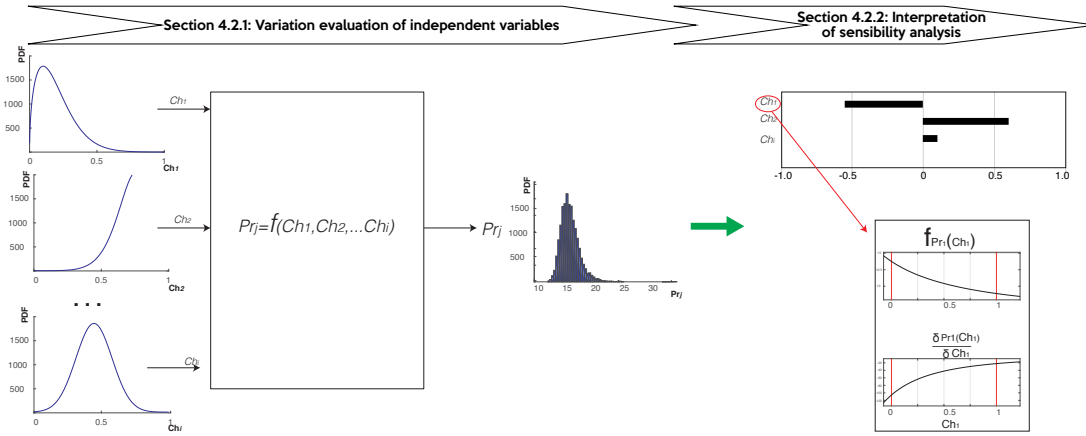 Section 4.2.1: Variation evaluation of independent variables
Section 4.2.2: Interpretation
of sensibility analysis
PDF
1500
1000
500
0
0.5
1
Ch1
Ch1
PDF
1500
1000
500
0
0.5
1
Ch2
Ch2
...
PDF
1500
1000
500
0
0.5
1
Chi
Chi
Prj=f(Ch1,Ch2,...Chi)
Prj
PDF
1500
1000
500
10
15
20
25
30
Prj
Ch1
Ch2
Chi
-1.0
-0.5
0
0.5
1.0
fPr1(Ch1)
0
0.5
1
δ Pr1(Ch1)
δ Ch1
0
0.5
1
Ch1